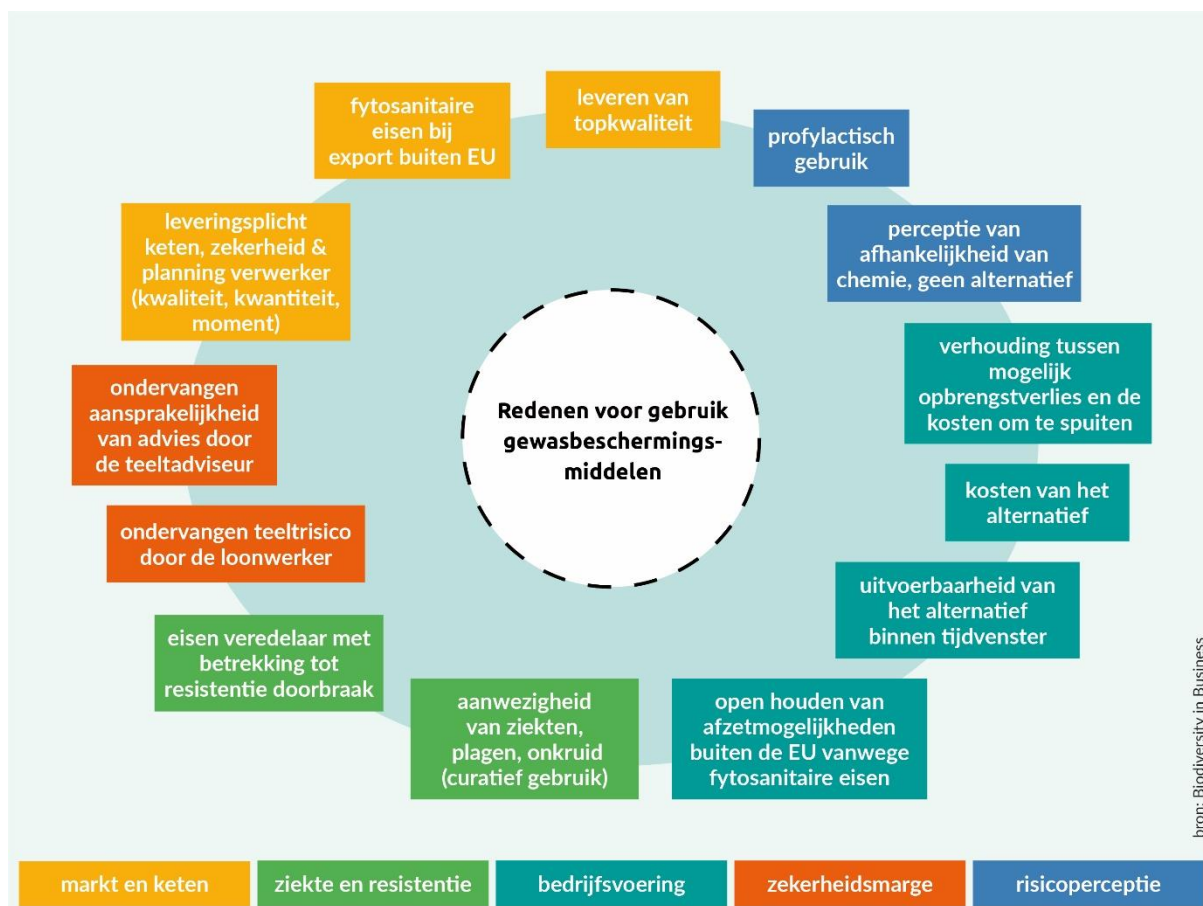 fytosanitaire
eisen bij
export buiten EU
leveren van
topkwaliteit
profylactisch
gebruik
leveringsplicht
keten, zekerheid &
planning verwerker
(kwaliteit, kwantiteit,
moment)
perceptie van
afhankelijkheid van
chemie, geen alternatief
verhouding tussen
mogelijk
opbrengstverlies en de
kosten om te spuiten
ondervangen
aansprakelijkheid
van advies door
de teeltadviseur
Redenen voor gebruik
gewasbeschermings-
middelen
kosten van het
alternatief
ondervangen teeltrisico
door de loonwerker
uitvoerbaarheid van
het alternatief
binnen tijdvenster
eisen veredelaar met
betrekking tot
resistentie doorbraak
aanwezigheid
van ziekten,
plagen, onkruid
(curatief gebruik)
open houden van
afzetmogelijkheden
buiten de EU vanwege
fytosanitaire eisen
bron: Biodiversity in Business
markt en keten
ziekte en resistentie
bedrijfsvoering
zekerheidsmarge
risicoperceptie